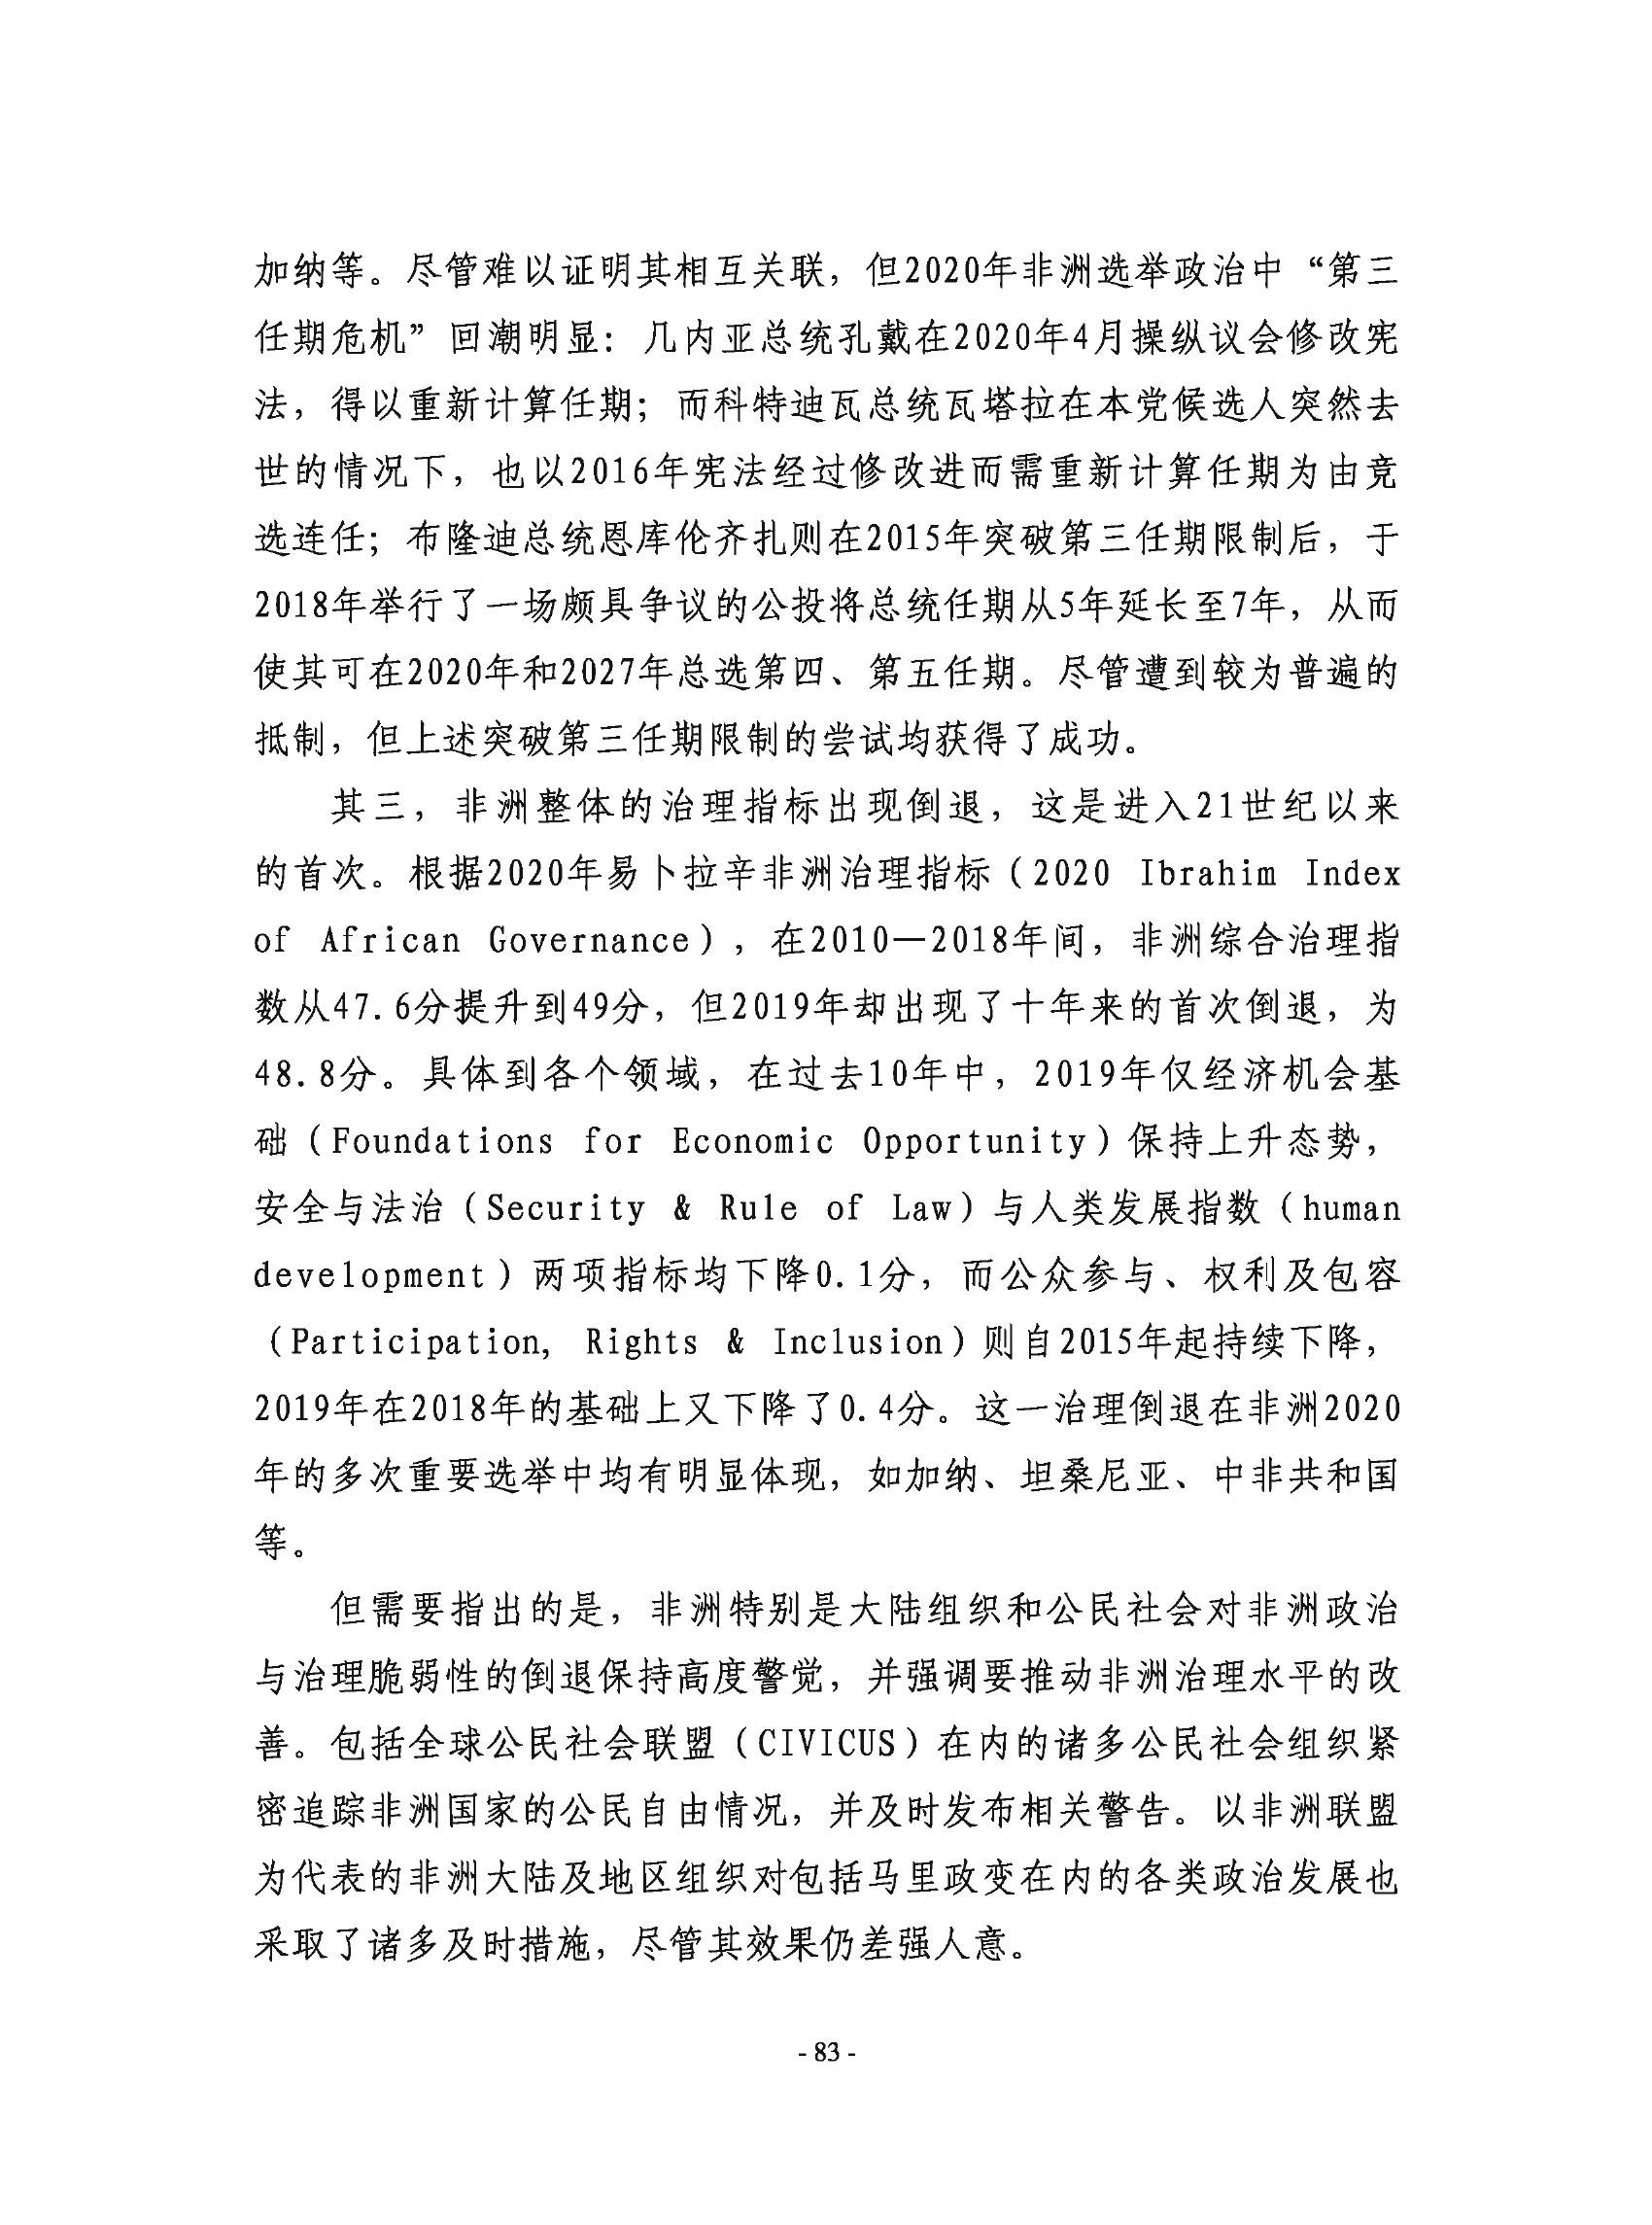 加纳等。尽管难以证明其相互关联，但2020年非洲选举政治中“第三
任期危机”回潮明显：几内亚总统孔戴在2020年4月操纵议会修改宪
法，得以重新计算任期；而科特迪瓦总统瓦塔拉在本党候选人突然去
世的情况下，也以2016年宪法经过修改进而需重新计算任期为由竞
选连任；布隆迪总统恩库伦齐扎则在2015年突破第三任期限制后，于
2018年举行了一场颇具争议的公投将总统任期从5年延长至7年，从而
使其可在2020年和2027年总选第四、第五任期。尽管遭到较为普遍的
抵制，但上述突破第三任期限制的尝试均获得了成功。
其三，非洲整体的治理指标出现倒退，这是进入21世纪以来
的首次。根据2020年易卜拉辛非洲治理指标（2020 Ibrahim Index
of African Governance），在2010—2018年间，非洲综合治理指
数从47.6分提升到49分，但2019年却出现了十年来的首次倒退，为
48.8分。具体到各个领域，在过去10年中，2019年仅经济机会基
础（Foundations for Economic Opportunity）保持上升态势，
安全与法治（Security & Rule of Law）与人类发展指数（human
development）两项指标均下降0.1分，而公众参与、权利及包容
（Participation, Rights & Inclusion）则自2015年起持续下降，
2019年在2018年的基础上又下降了0.4分。这一治理倒退在非洲2020
年的多次重要选举中均有明显体现，如加纳、坦桑尼亚、中非共和国
等。
但需要指出的是，非洲特别是大陆组织和公民社会对非洲政治
与治理脆弱性的倒退保持高度警觉，并强调要推动非洲治理水平的改
善。包括全球公民社会联盟（CIVICUS）在内的诸多公民社会组织紧
密追踪非洲国家的公民自由情况，并及时发布相关警告。以非洲联盟
为代表的非洲大陆及地区组织对包括马里政变在内的各类政治发展也
采取了诸多及时措施，尽管其效果仍差强人意。
- 83 -